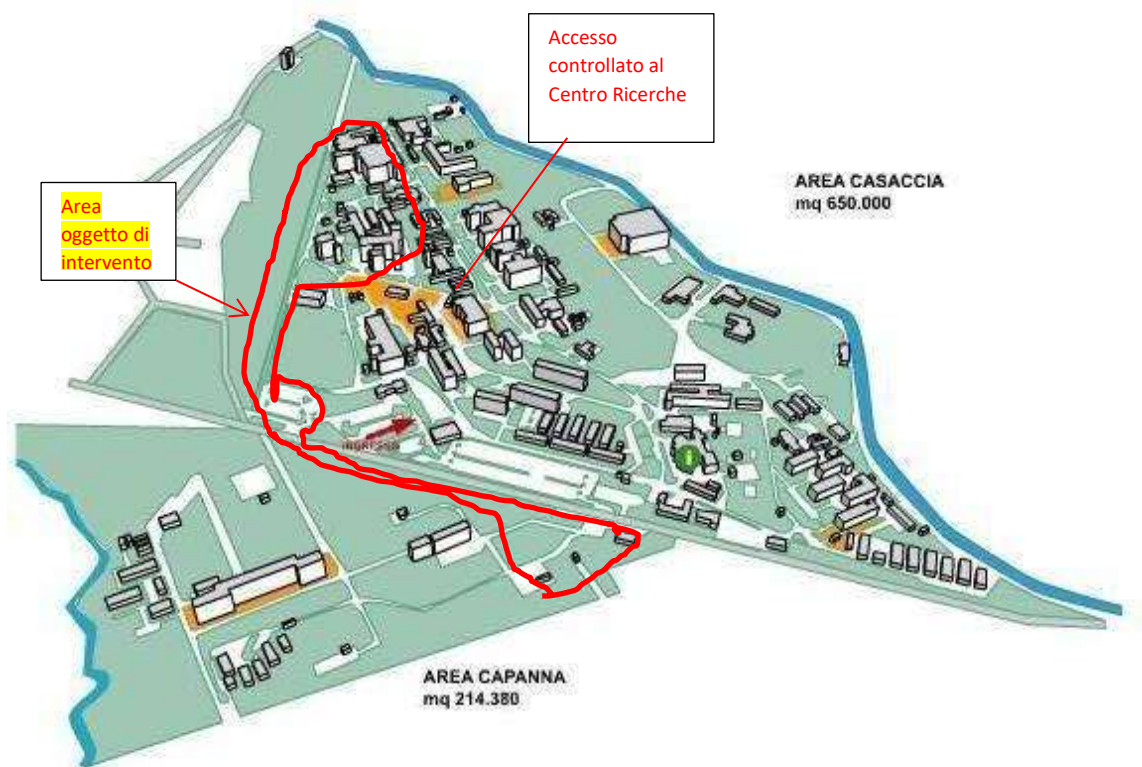 Accesso
controllato al
Centro Ricerche
AREA CASACCIA
mq 650.000
Area
oggetto di
intervento
INGRESSO
i
AREA CAPANNA
mq 214.380